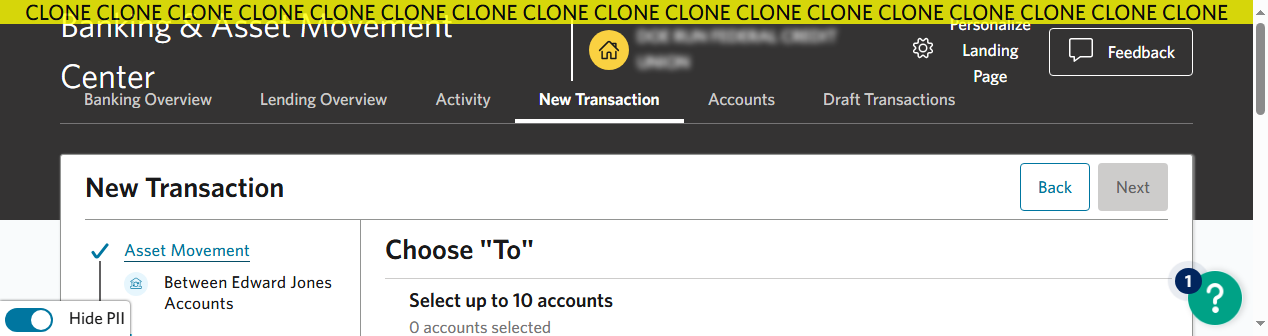 CLONE CLONE CLONE CLONE CLONE CLONE CLONE CLONE CLONE CLONE CLONE CLONE CLONE CLONE CLONE CLONE CLONE
Banking & Asset Movement
Center
Personalize
Landing
Page
Feedback
Banking Overview
Lending Overview
Activity
New Transaction
Accounts
Draft Transactions
New Transaction
Back
Next
Asset Movement
Between Edward Jones
Accounts
Choose "To"
Select up to 10 accounts
0 accounts selected
Hide PII
1
?